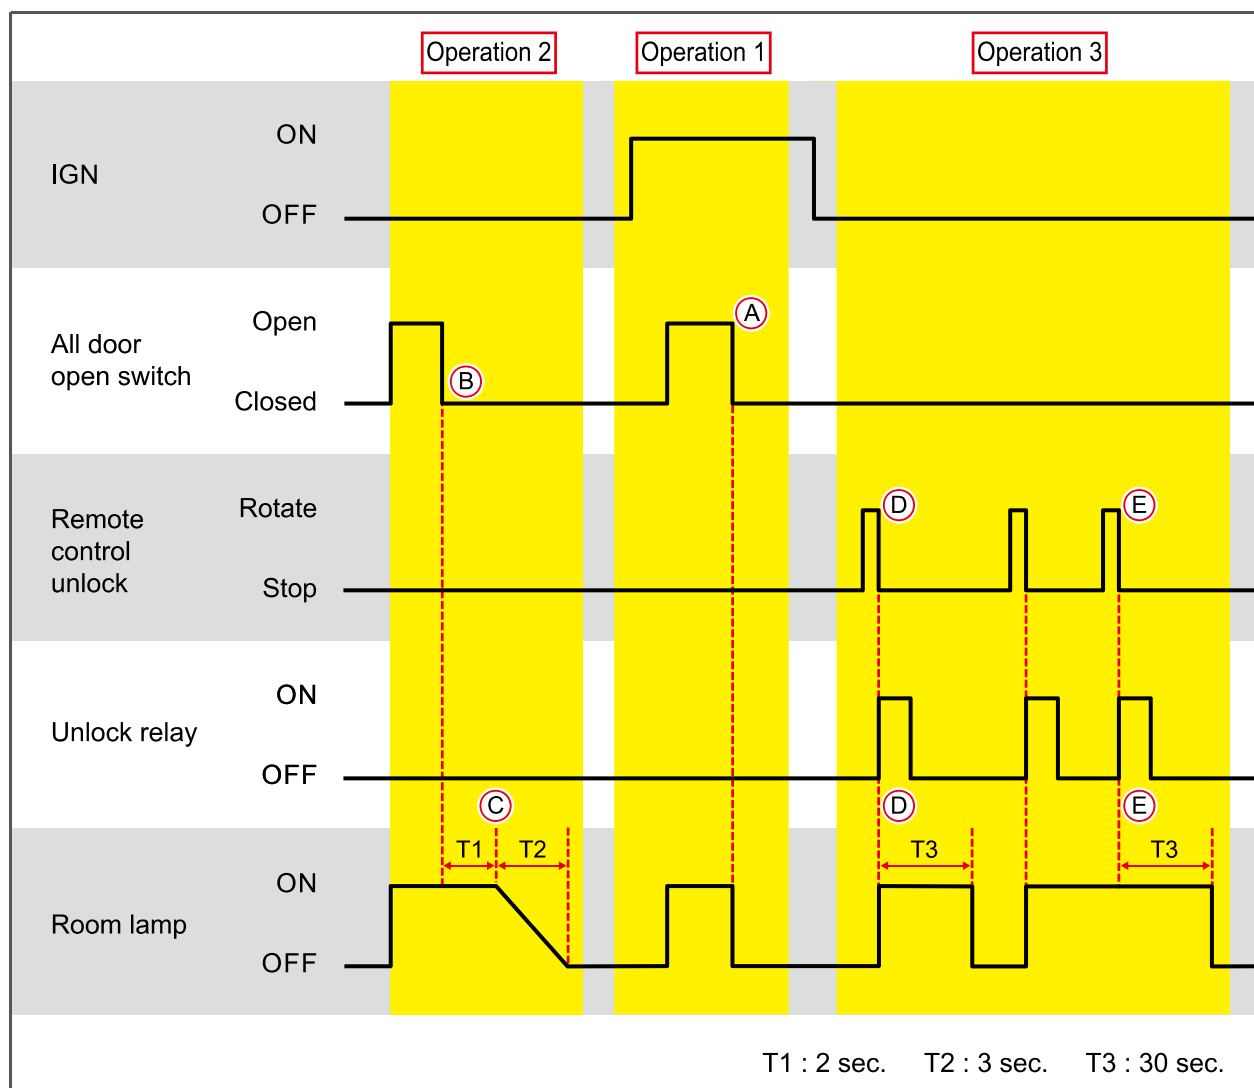 Operation 2
Operation 1
Operation 3
IGN
ON
OFF
All door
open switch
Open
Closed
A
B
Remote
control
unlock
Rotate
Stop
D
E
Unlock relay
ON
OFF
C
D
E
Room lamp
ON
OFF
T1
T2
T3
T3
T1 : 2 sec. T2 : 3 sec. T3 : 30 sec.